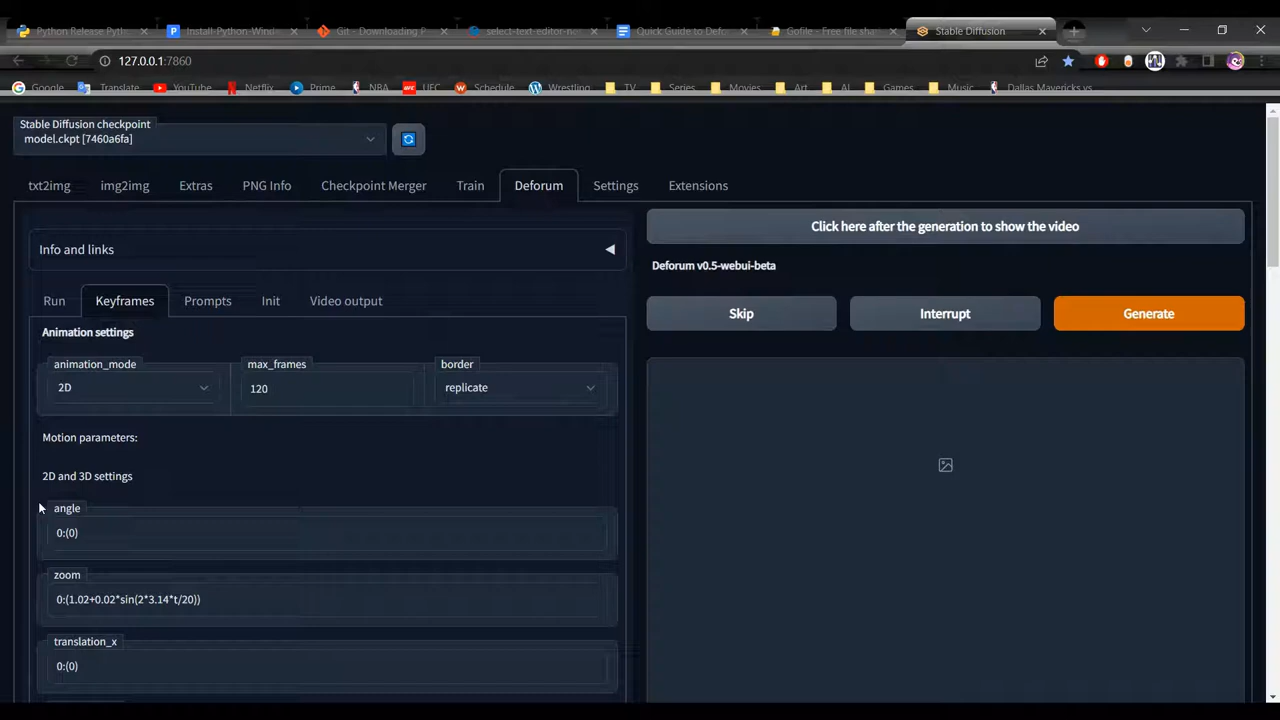 Python Release Pyth
Install-Python-Windo
Git - Downloading P
select-text-editor-no
Quick Guide to Defo
Gofile - Free file sha
Stable Diffusion
127.0.0.1:7860
Google
Translate
YouTube
Netflix
Prime
NBA
UFC
Schedule
Wrestling
TV
Series
Movies
Art
AI
Games
Music
Dallas Mavericks vs
Stable Diffusion checkpoint
model.ckpt [7460a6fa]
txt2img
img2img
Extras
PNG Info
Checkpoint Merger
Train
Deforum
Settings
Extensions
Click here after the generation to show the video
Info and links
Deforum v0.5-webui-beta
Run
Keyframes
Prompts
Init
Video output
Skip
Interrupt
Generate
Animation settings
animation_mode
max_frames
border
2D
120
replicate
Motion parameters:
2D and 3D settings
angle
0:(0)
zoom
0:(1.02+0.02*sin(2*3.14*t/20))
translation_x
0:(0)